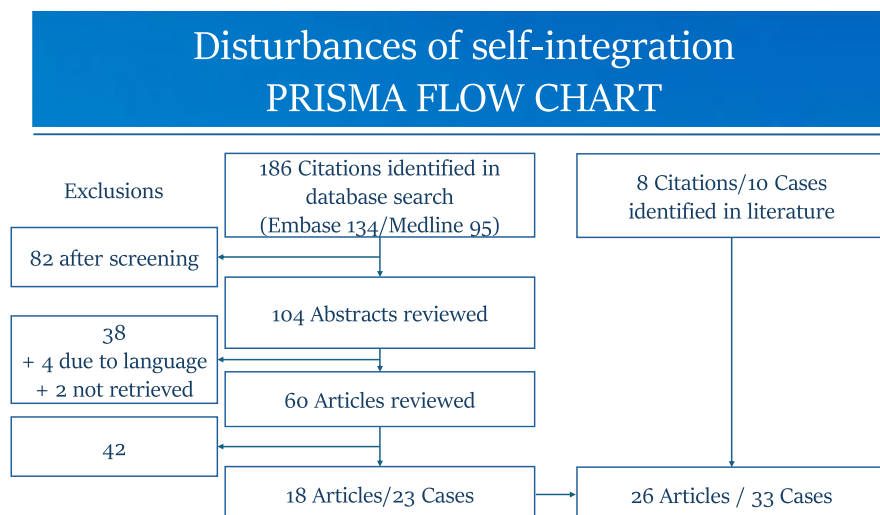 Disturbances of self-integration
PRISMA FLOW CHART
Exclusions
186 Citations identified in
database search
(Embase 134/Medline 95)
8 Citations/10 Cases
identified in literature
82 after screening
104 Abstracts reviewed
38
+ 4 due to language
+ 2 not retrieved
60 Articles reviewed
42
18 Articles/23 Cases
26 Articles / 33 Cases